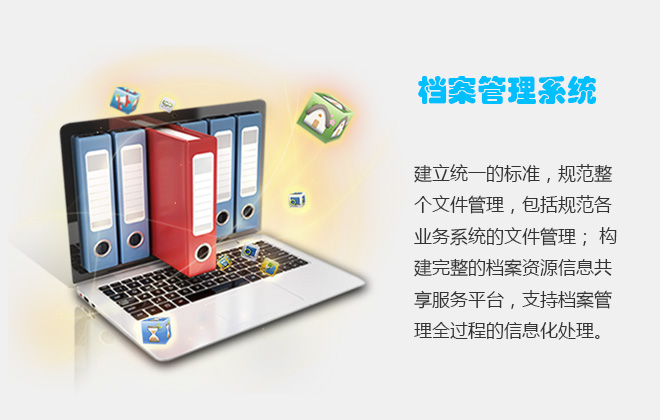 档案管理系统
建立统一的标准，规范整
个文件管理，包括规范各
业务系统的文件管理； 构
建完整的档案资源信息共
享服务平台，支持档案管
理全过程的信息化处理。